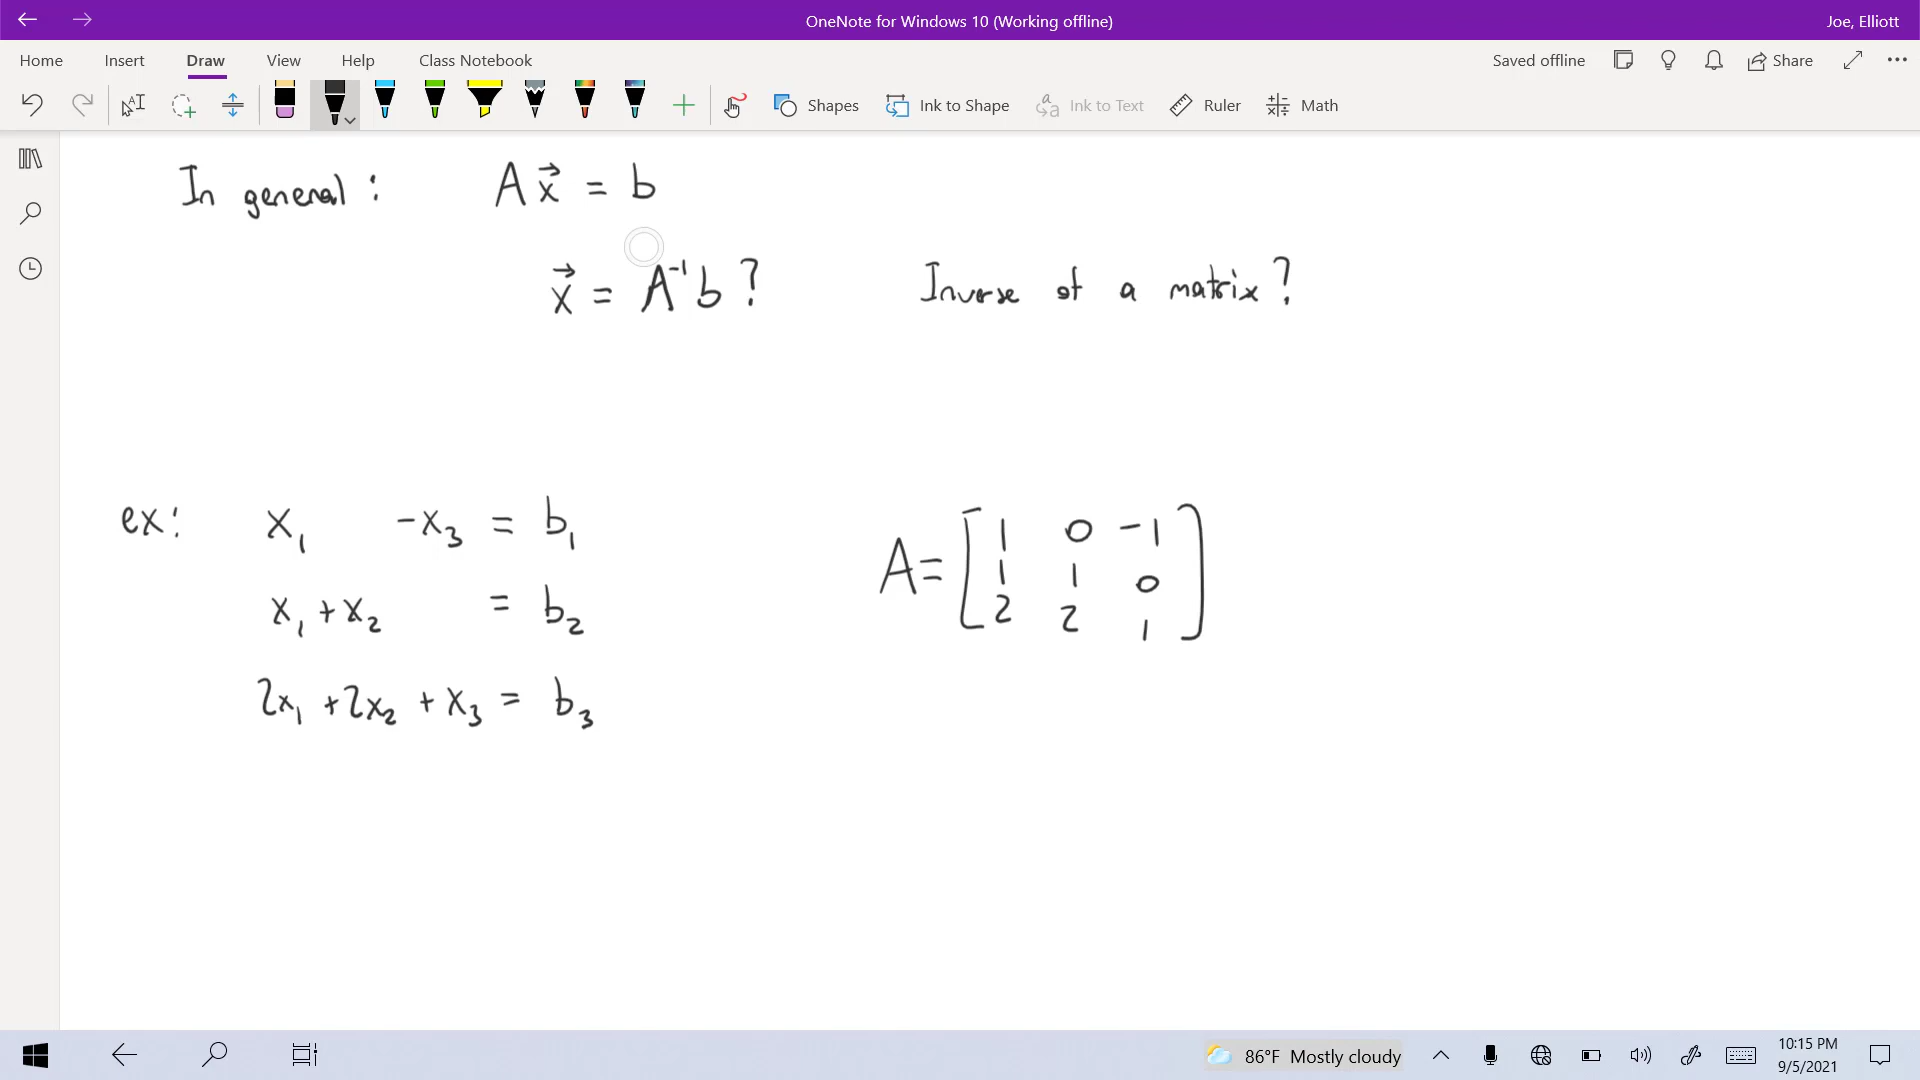 OneNote for Windows 10 (Working offline)
Joe, Elliott
Home Insert Draw View Help Class Notebook
Saved offline Share
Shapes Ink to Shape Ink to Text Ruler Math
In general : A x⃗ = b
x⃗ = A⁻¹ b ? Inverse of a matrix ?
ex: x₁ -x₃ = b₁
x₁ + x₂ = b₂
2x₁ + 2x₂ + x₃ = b₃
A = [ 1 0 -1
1 1 0
2 2 1 ]
86°F Mostly cloudy
10:15 PM
9/5/2021